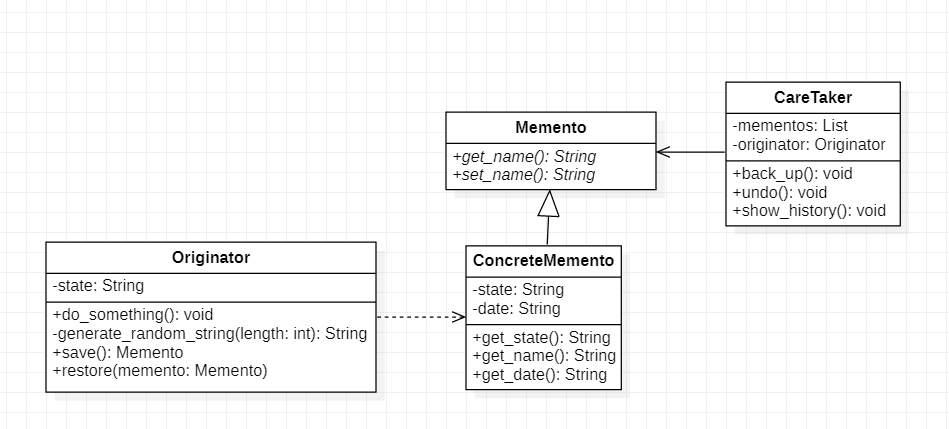 CareTaker
-mementos: List
-originator: Originator
+back_up(): void
+undo(): void
+show_history(): void
Memento
+get_name(): String
+set_name(): String
Originator
-state: String
+do_something(): void
-generate_random_string(length: int): String
+save(): Memento
+restore(memento: Memento)
ConcreteMemento
-state: String
-date: String
+get_state(): String
+get_name(): String
+get_date(): String